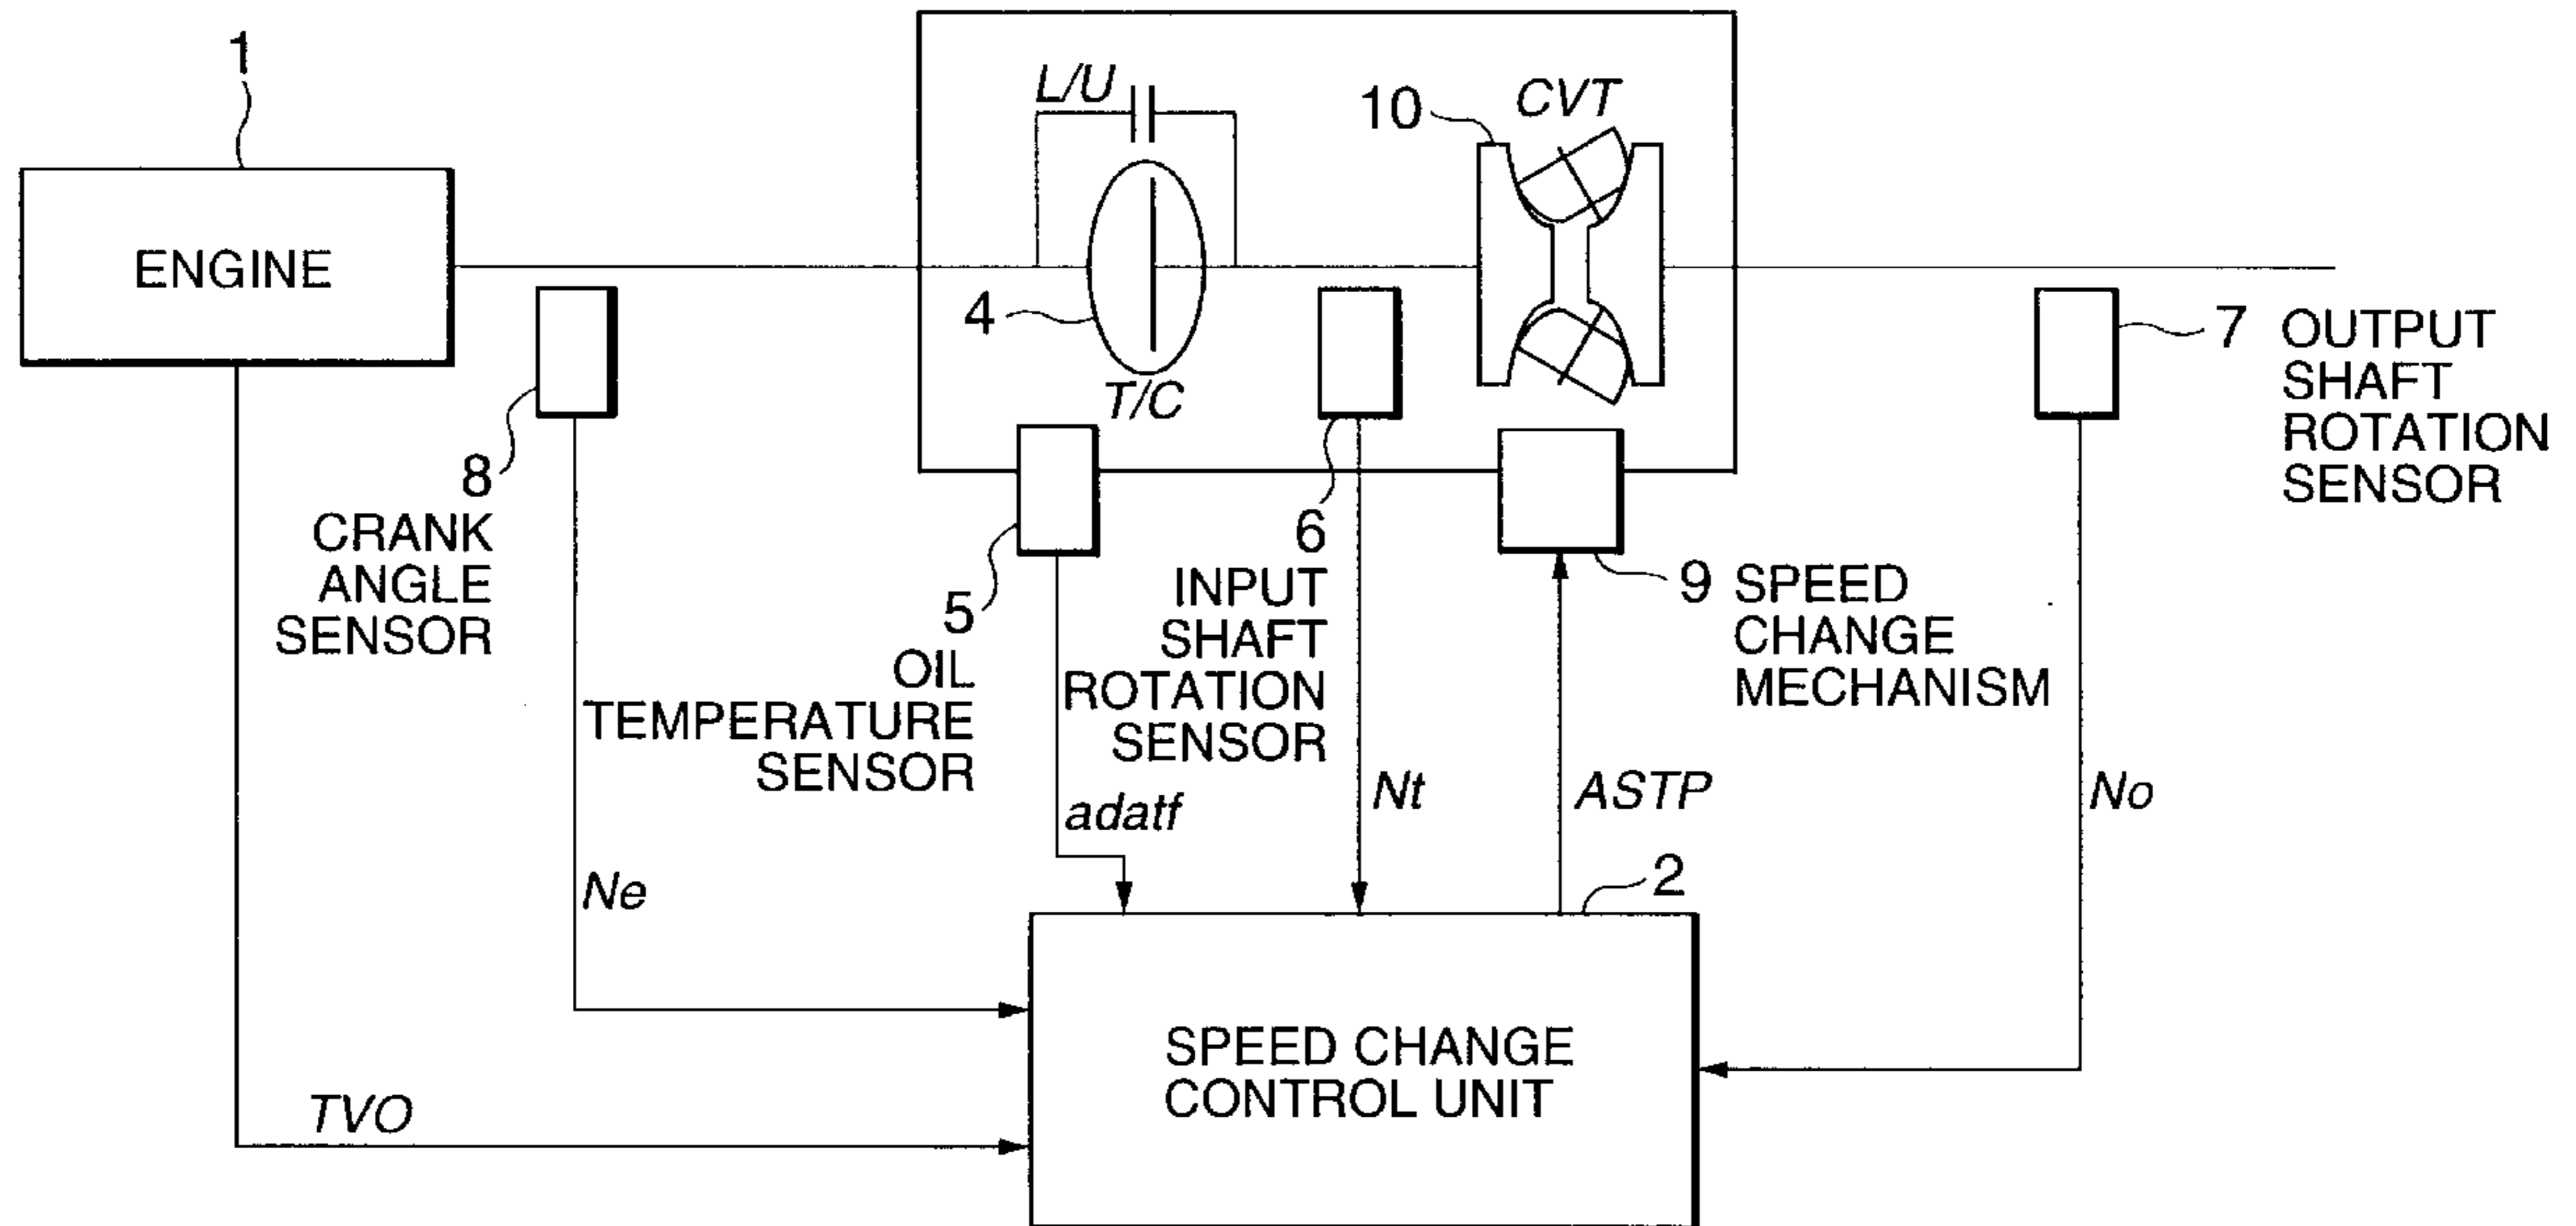 1
ENGINE
L/U
10
CVT
4
T/C
7
OUTPUT
SHAFT
ROTATION
SENSOR
8
CRANK
ANGLE
SENSOR
5
OIL
TEMPERATURE
SENSOR
6
INPUT
SHAFT
ROTATION
SENSOR
9
SPEED
CHANGE
MECHANISM
Ne
adatf
Nt
ASTP
No
2
TVO
SPEED CHANGE
CONTROL UNIT